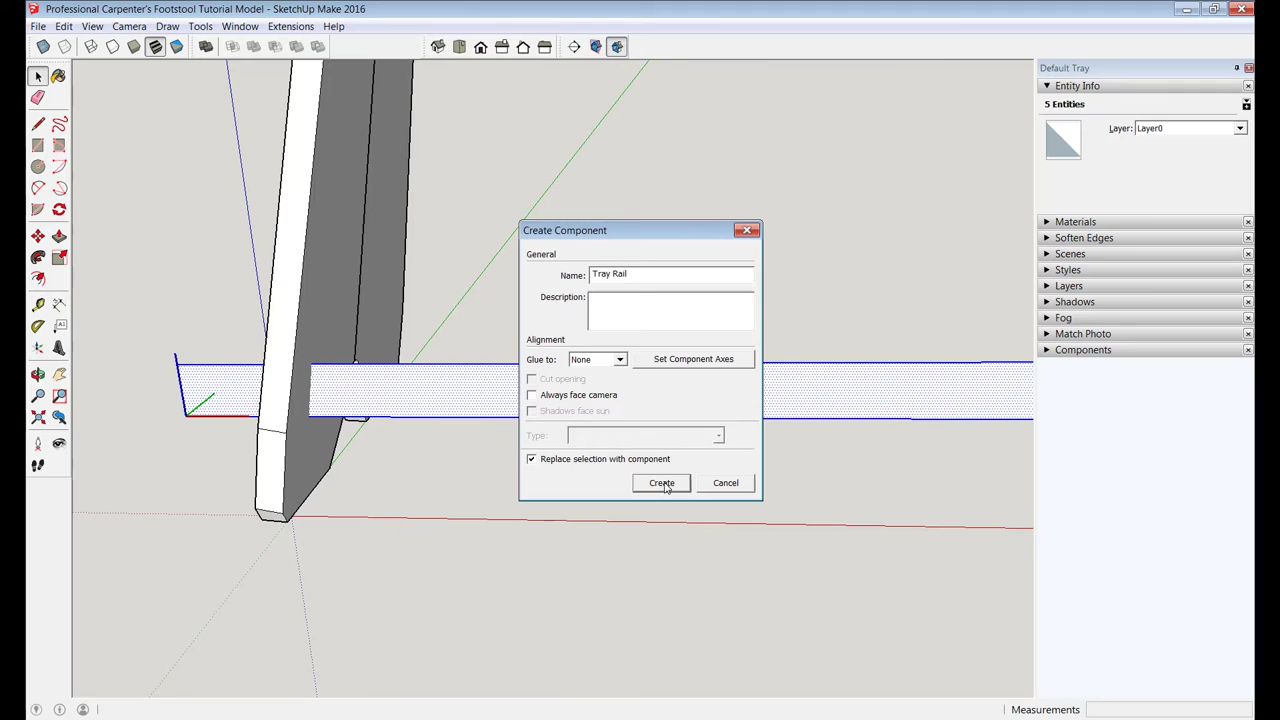 Professional Carpenter's Footstool Tutorial Model - SketchUp Make 2016
File Edit View Camera Draw Tools Window Extensions Help
Default Tray
Entity Info
5 Entities
Layer: Layer0
Materials
Soften Edges
Scenes
Styles
Layers
Shadows
Fog
Match Photo
Components
Create Component
General
Name: Tray Rail
Description:
Alignment
Glue to: None Set Component Axes
Cut opening
Always face camera
Shadows face sun
Type:
Replace selection with component
Create Cancel
A1
Measurements